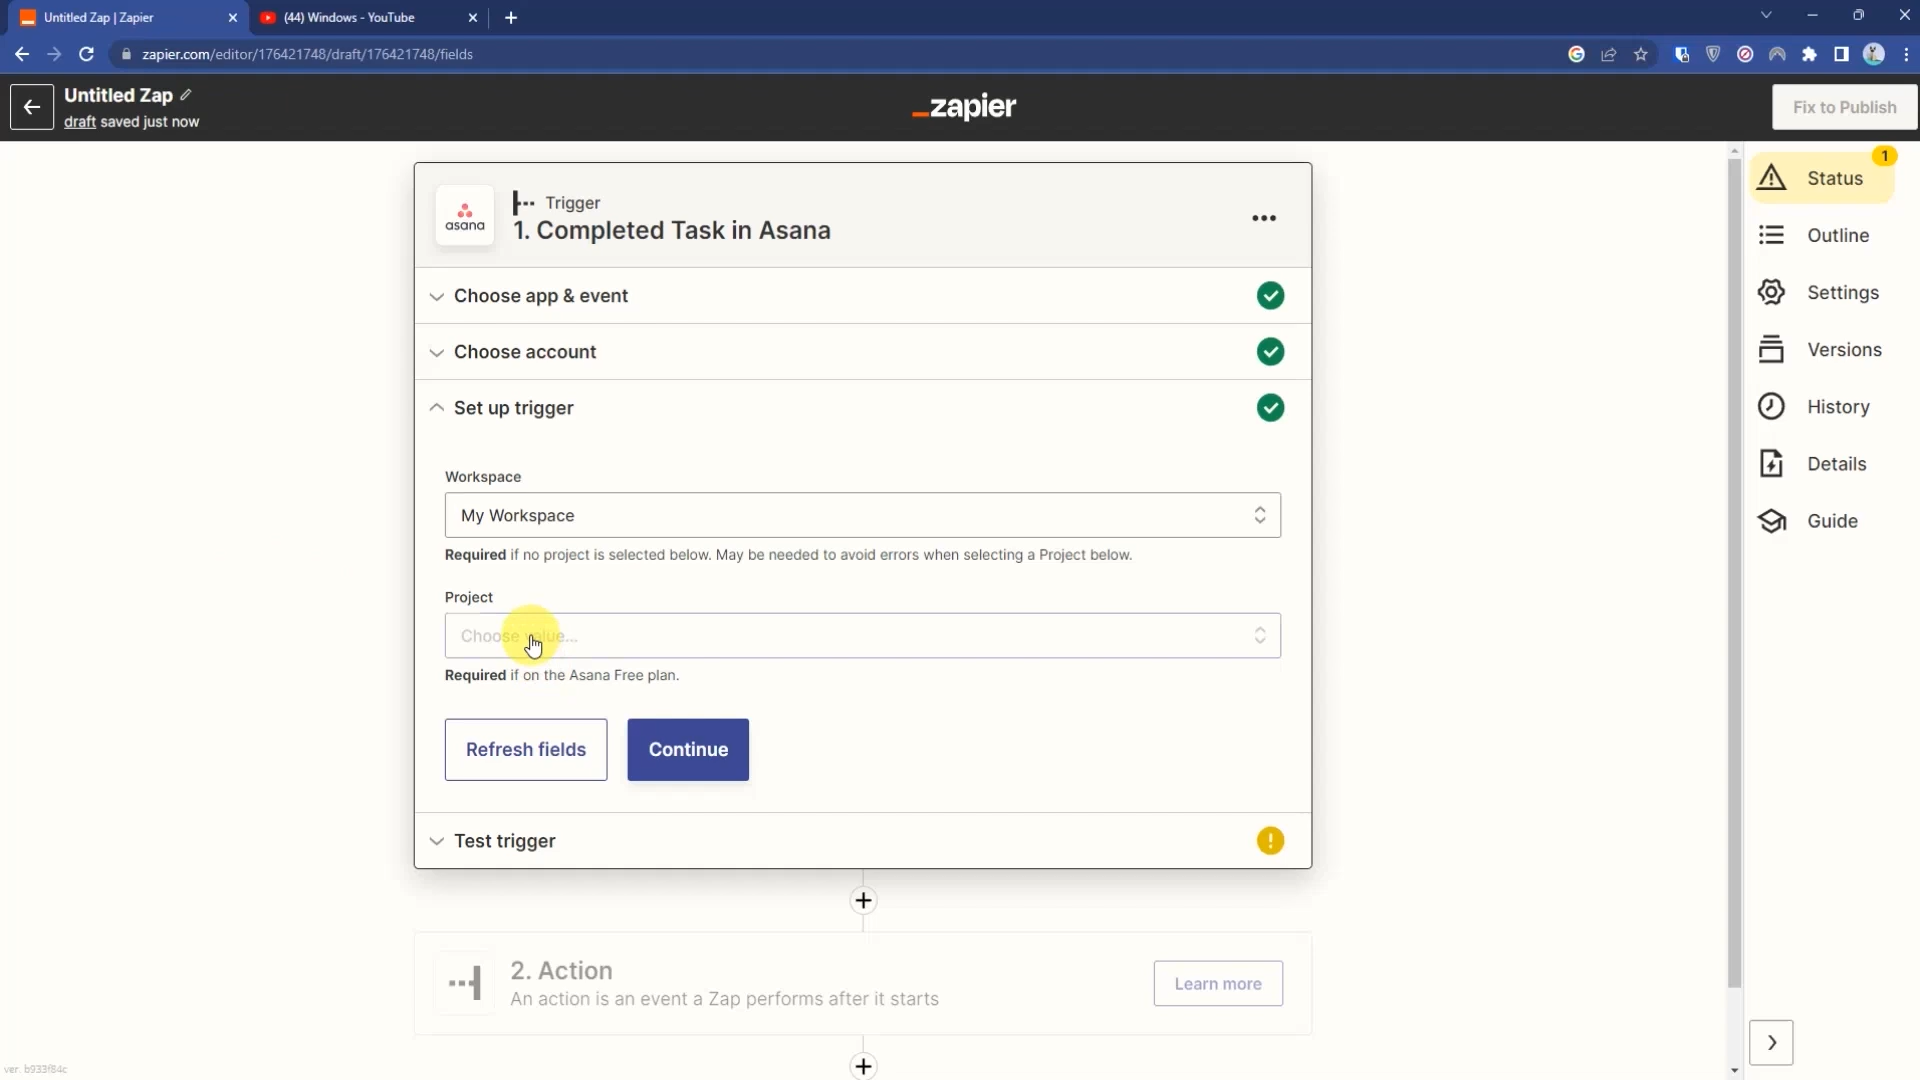 Untitled Zap | Zapier
(44) Windows - YouTube
zapier.com/editor/176421748/draft/176421748/fields
Untitled Zap
draft saved just now
zapier
Fix to Publish
asana
Trigger
1. Completed Task in Asana
Choose app & event
Choose account
Set up trigger
Workspace
My Workspace
Required if no project is selected below. May be needed to avoid errors when selecting a Project below.
Project
Choose value...
Required if on the Asana Free plan.
Refresh fields
Continue
Test trigger
2. Action
An action is an event a Zap performs after it starts
Learn more
1
Status
Outline
Settings
Versions
History
Details
Guide
ver. b933f84c